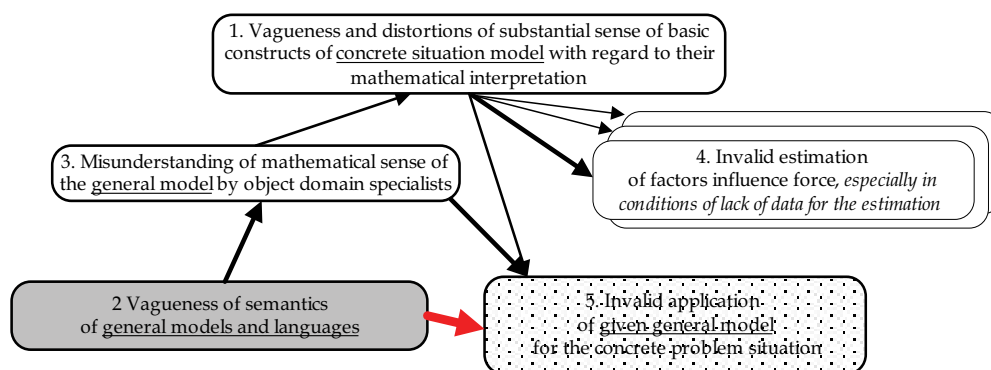 1. Vagueness and distortions of substantial sense of basic
constructs of concrete situation model with regard to their
mathematical interpretation
3. Misunderstanding of mathematical sense of
the general model by object domain specialists
4. Invalid estimation
of factors influence force, especially in
conditions of lack of data for the estimation
2 Vagueness of semantics
of general models and languages
5. Invalid application
of given general model
for the concrete problem situation